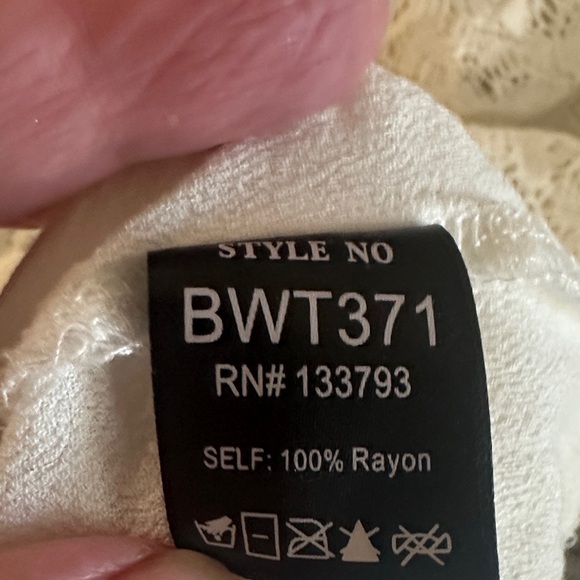 STYLE NO
BWT371
RN# 133793
SELF: 100% Rayon